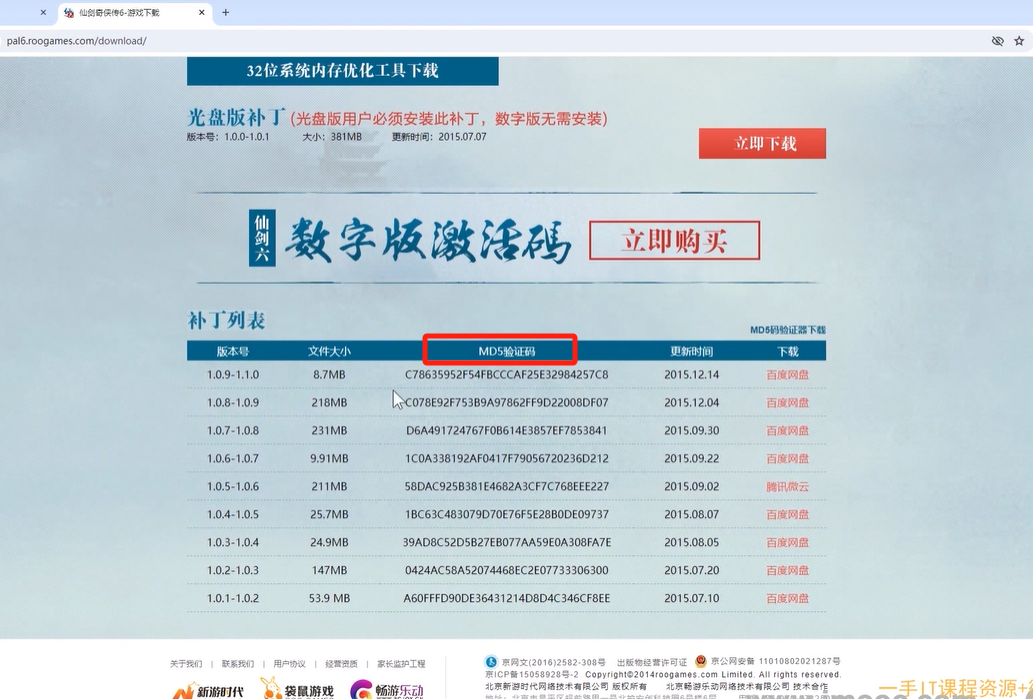 仙剑奇侠传6-游戏下载
pal6.roogames.com/download/
32位系统内存优化工具下载
光盘版补丁(光盘版用户必须安装此补丁，数字版无需安装)
版本号：1.0.0-1.0.1 大小：381MB 更新时间：2015.07.07
立即下载
仙剑六 数字版激活码 立即购买
补丁列表
MD5码验证器下载
版本号 文件大小 MD5验证码 更新时间 下载
1.0.9-1.1.0 8.7MB C78635952F54FBCCCAF25E32984257C8 2015.12.14 百度网盘
1.0.8-1.0.9 218MB C078E92F753B9A97862FF9D22008DF07 2015.12.04 百度网盘
1.0.7-1.0.8 231MB D6A491724767F0B614E3857EF7853841 2015.09.30 百度网盘
1.0.6-1.0.7 9.91MB 1C0A338192AF0417F79056720236D212 2015.09.22 百度网盘
1.0.5-1.0.6 211MB 58DAC925B381E4682A3CF7C768EEE227 2015.09.02 腾讯微云
1.0.4-1.0.5 25.7MB 1BC63C483079D70E76F5E28B0DE09737 2015.08.07 百度网盘
1.0.3-1.0.4 24.9MB 39AD8C52D5B27EB077AA59E0A308FA7E 2015.08.05 百度网盘
1.0.2-1.0.3 147MB 0424AC58A52074468EC2E07733306300 2015.07.20 百度网盘
1.0.1-1.0.2 53.9 MB A60FFFD90DE36431214D8D4C346CF8EE 2015.07.10 百度网盘
关于我们 | 联系我们 | 用户协议 | 经营资质 | 家长监护工程
京网文(2016)2582-308号 出版物经营许可证 京公网安备 11010802021287号
京ICP备15058928号-2 Copyright©2014roogames.com Limited. All rights reserved.
北京新游时代网络技术有限公司 版权所有 北京畅游乐动网络技术有限公司 技术合作
新游时代 袋鼠游戏 畅游乐动
一手IT课程资源